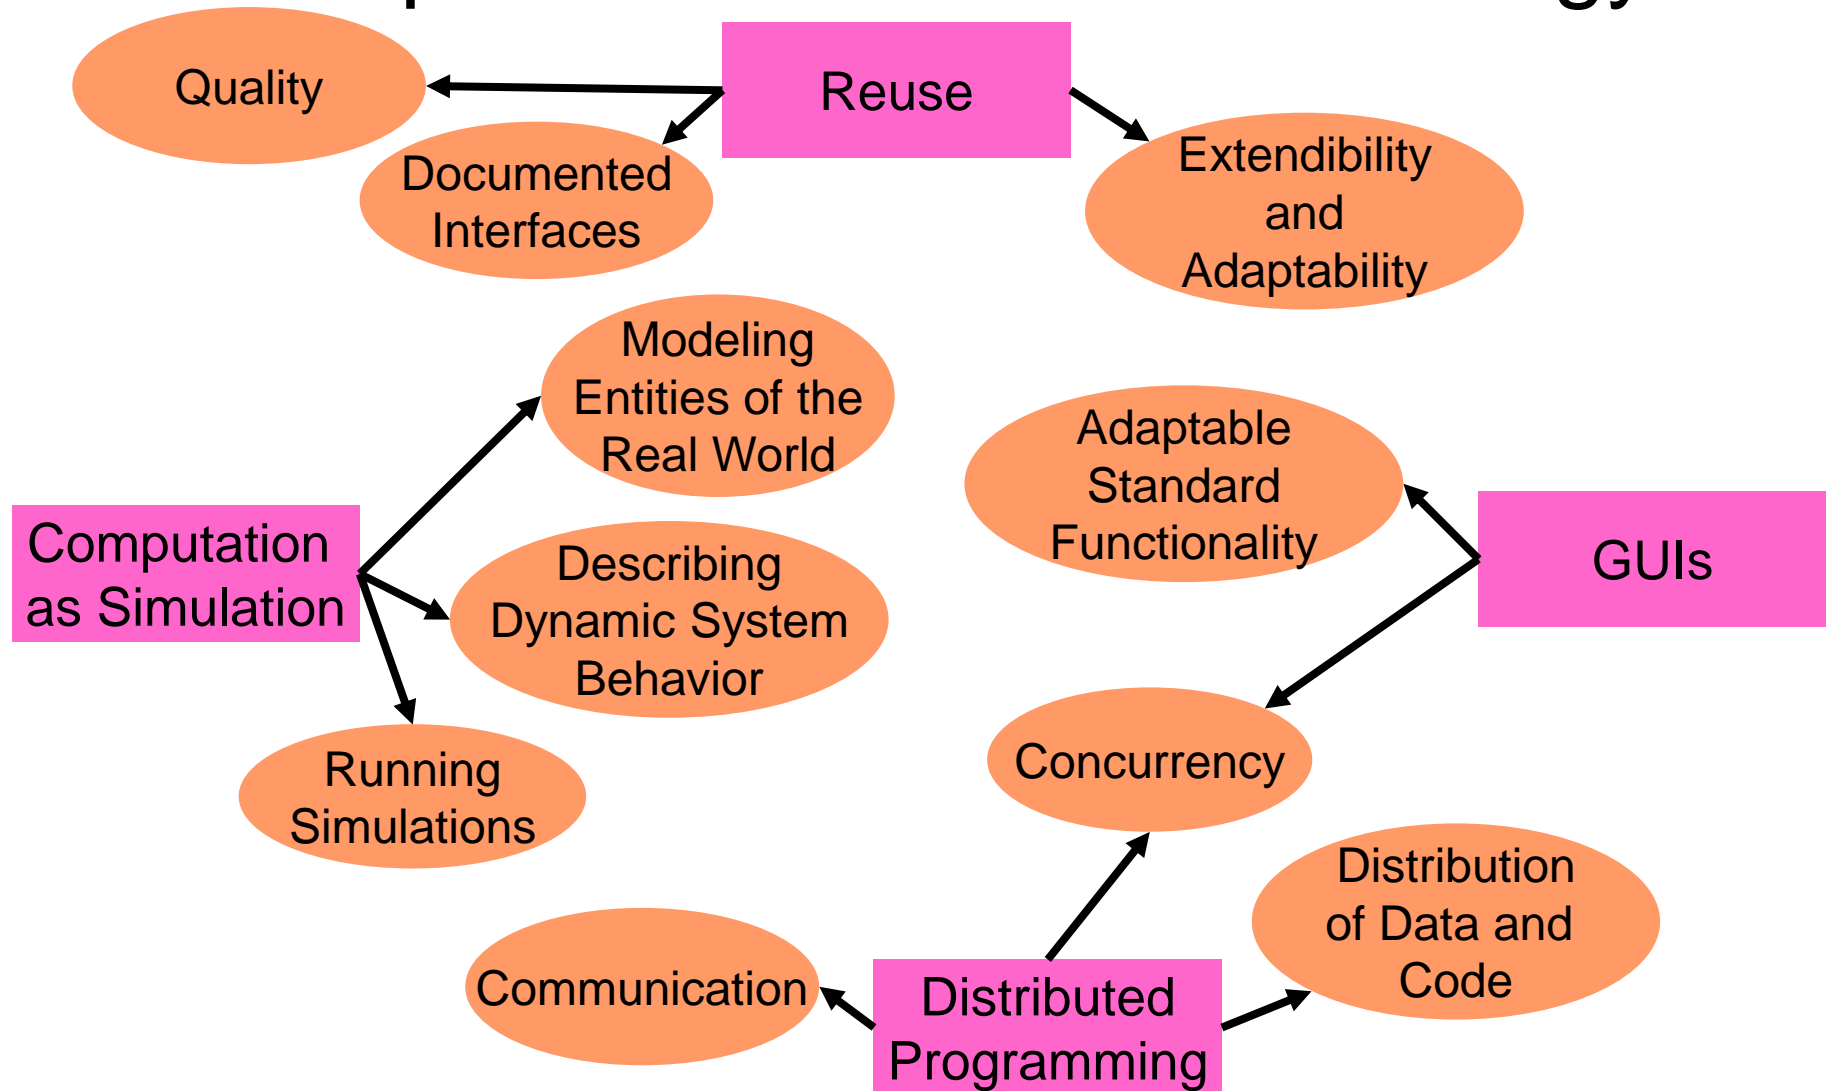 Quality
Reuse
Documented
Interfaces
Extendibility
and
Adaptability
Modeling
Entities of the
Real World
Adaptable
Standard
Functionality
Computation
as Simulation
Describing
Dynamic System
Behavior
GUIs
Running
Simulations
Concurrency
Distribution
of Data and
Code
Communication
Distributed
Programming